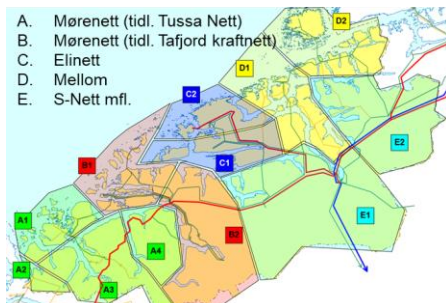 A. Mørenett (tidl. Tussa Nett)
B. Mørenett (tidl. Tafjord kraftnett)
C. Elinett
D. Mellom
E. S-Nett mfl.
D2
D1
C2
E2
B1
C1
A1
E1
A4
B2
A2
A3